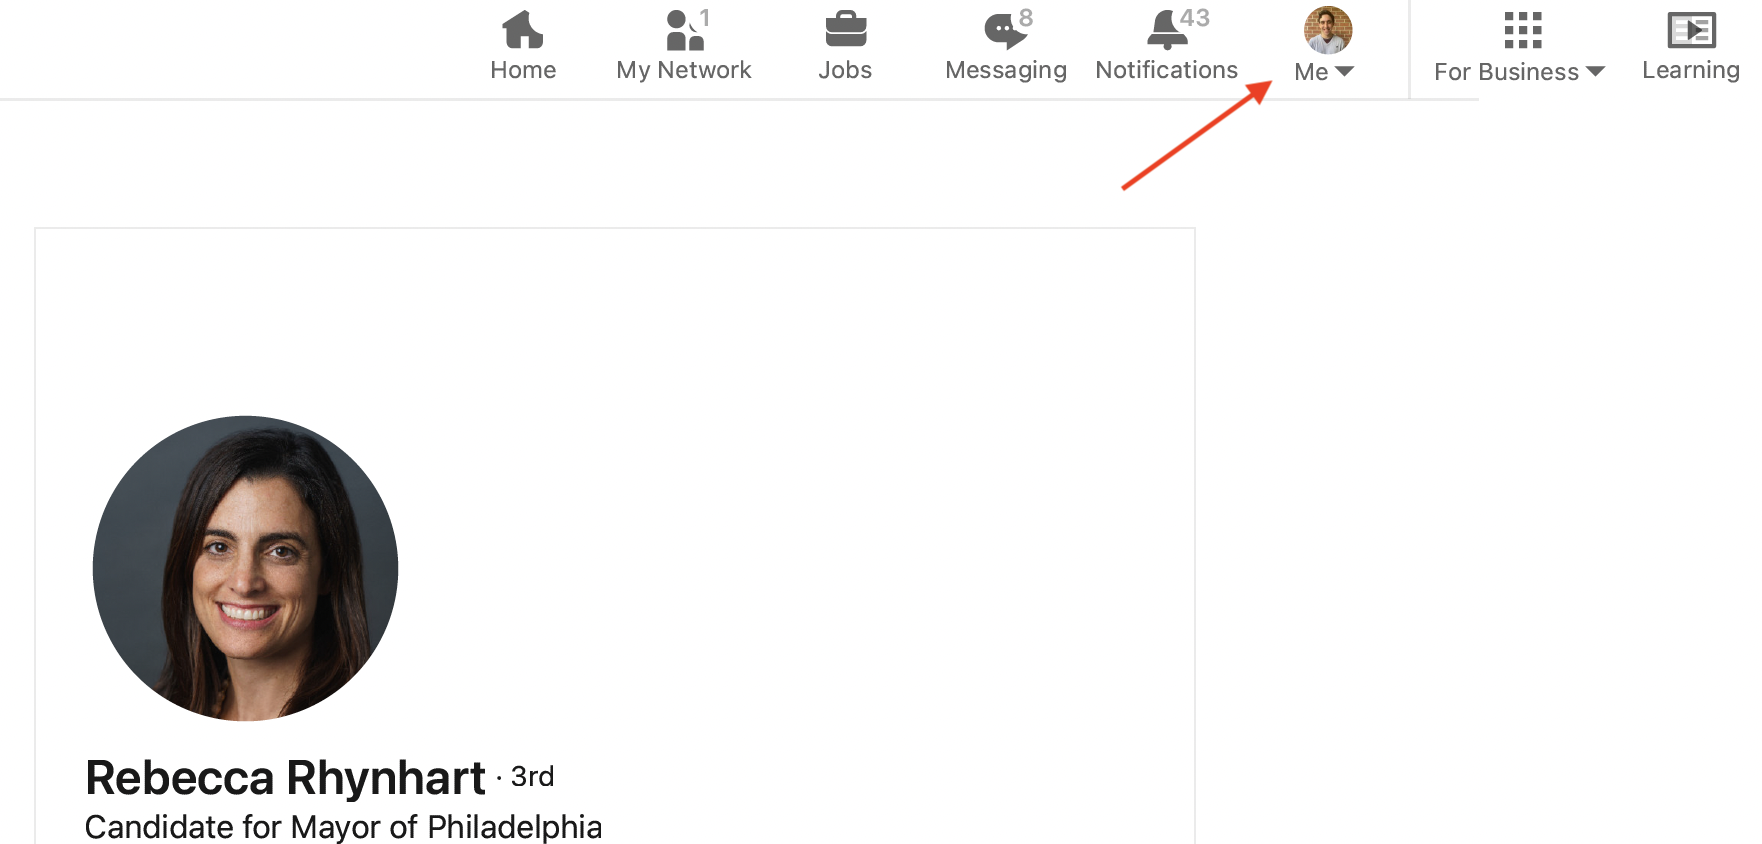 1
8
43
Home
My Network
Jobs
Messaging
Notifications
Me
For Business
Learning
Rebecca Rhynhart · 3rd
Candidate for Mayor of Philadelphia